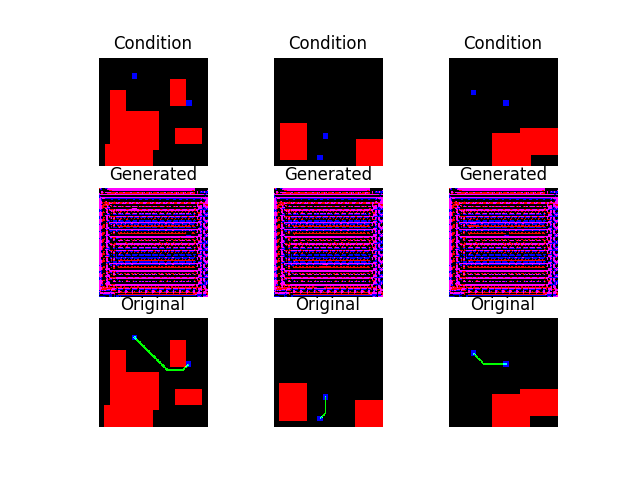 Condition Condition Condition
Generated Generated Generated
Original Original Original